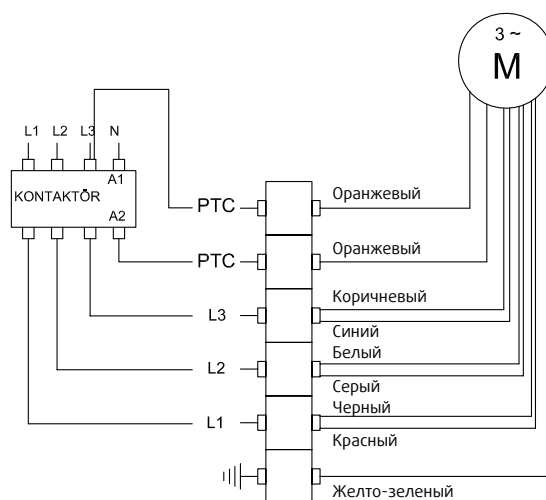 3 ~
M
L1 L2 L3 N
A1
KONTAKTÖR
A2
PTC
Оранжевый
PTC
Оранжевый
Коричневый
L3
Синий
Белый
L2
Серый
Черный
L1
Красный
Желто-зеленый